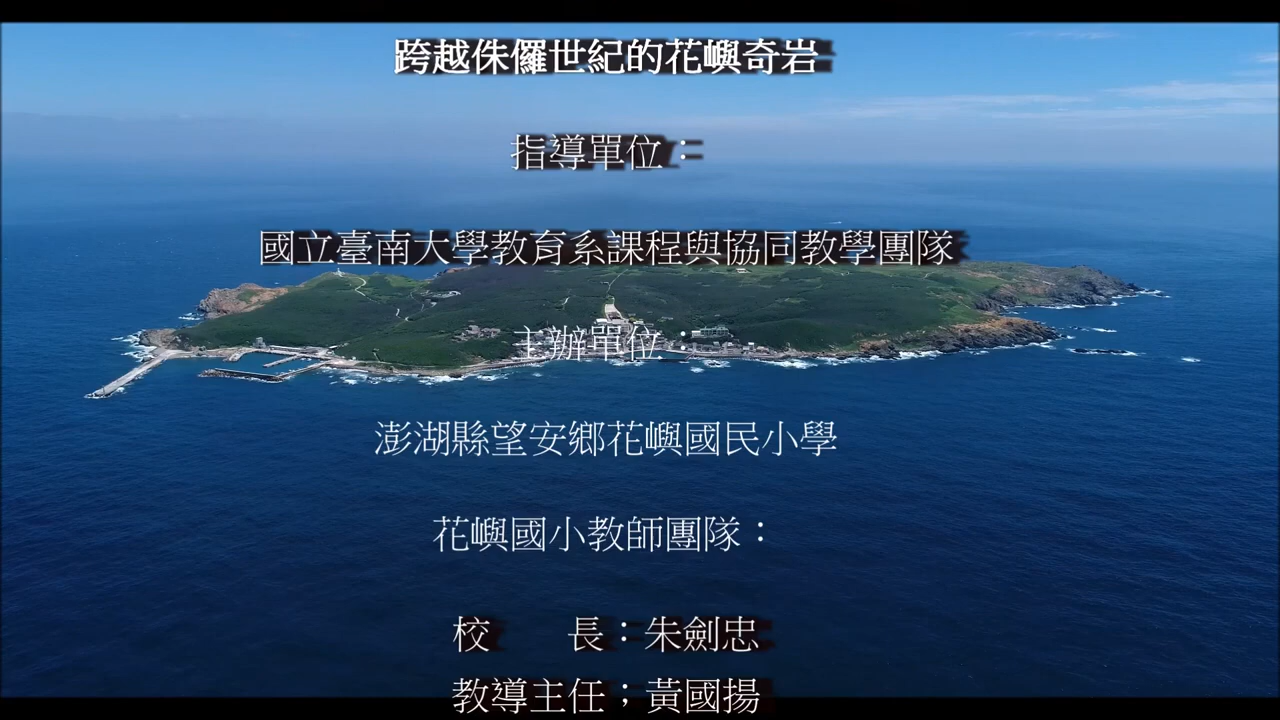 跨越侏儸世紀的花嶼奇岩
指導單位：
國立臺南大學教育系課程與協同教學團隊
主辦單位：
澎湖縣望安鄉花嶼國民小學
花嶼國小教師團隊：
校　　長：朱劍忠
教導主任；黃國揚